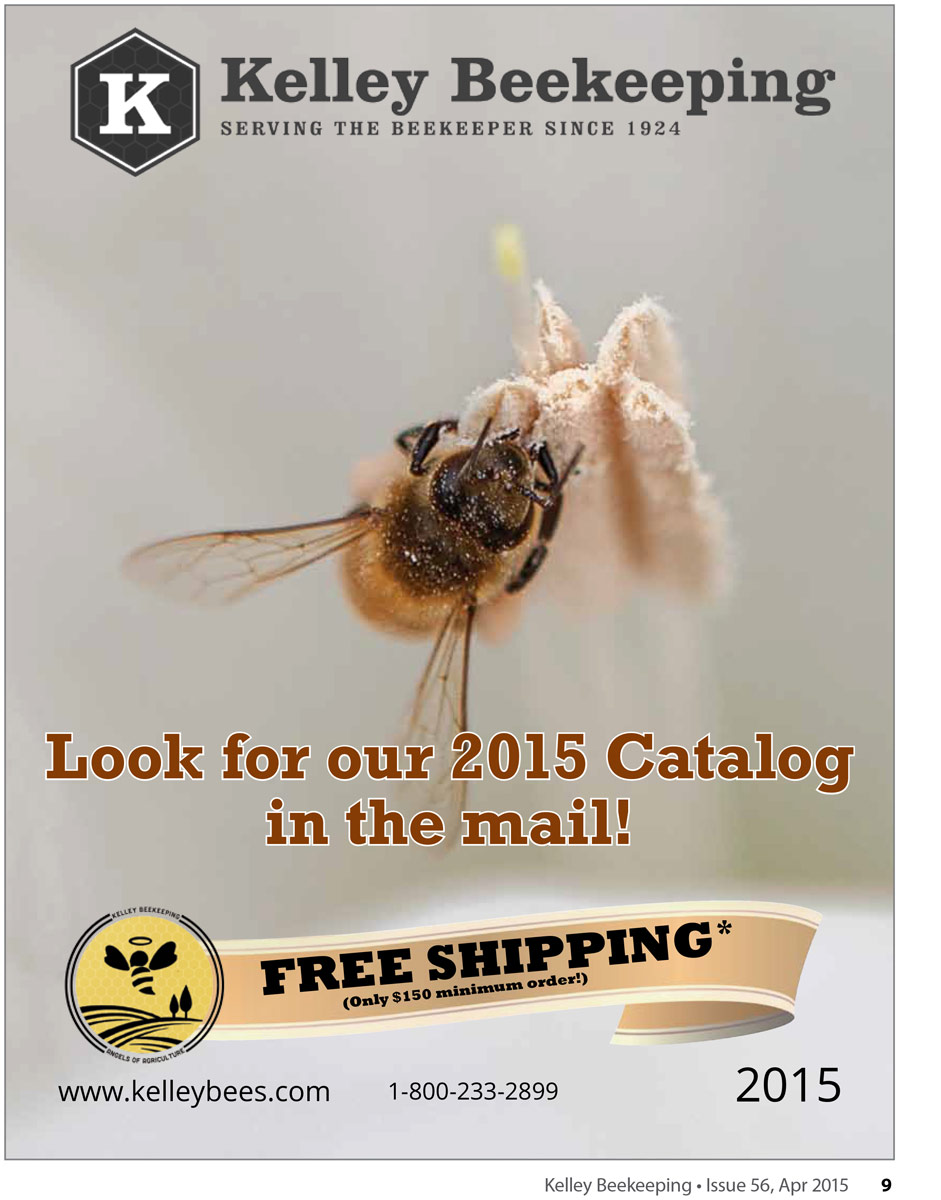 K
Kelley Beekeeping
SERVING THE BEEKEEPER SINCE 1924
Look for our 2015 Catalog
in the mail!
KELLEY BEEKEEPING
ANGELS OF AGRICULTURE
FREE SHIPPING*
(Only $150 minimum order!)
www.kelleybees.com
1-800-233-2899
2015
Kelley Beekeeping • Issue 56, Apr 2015 9